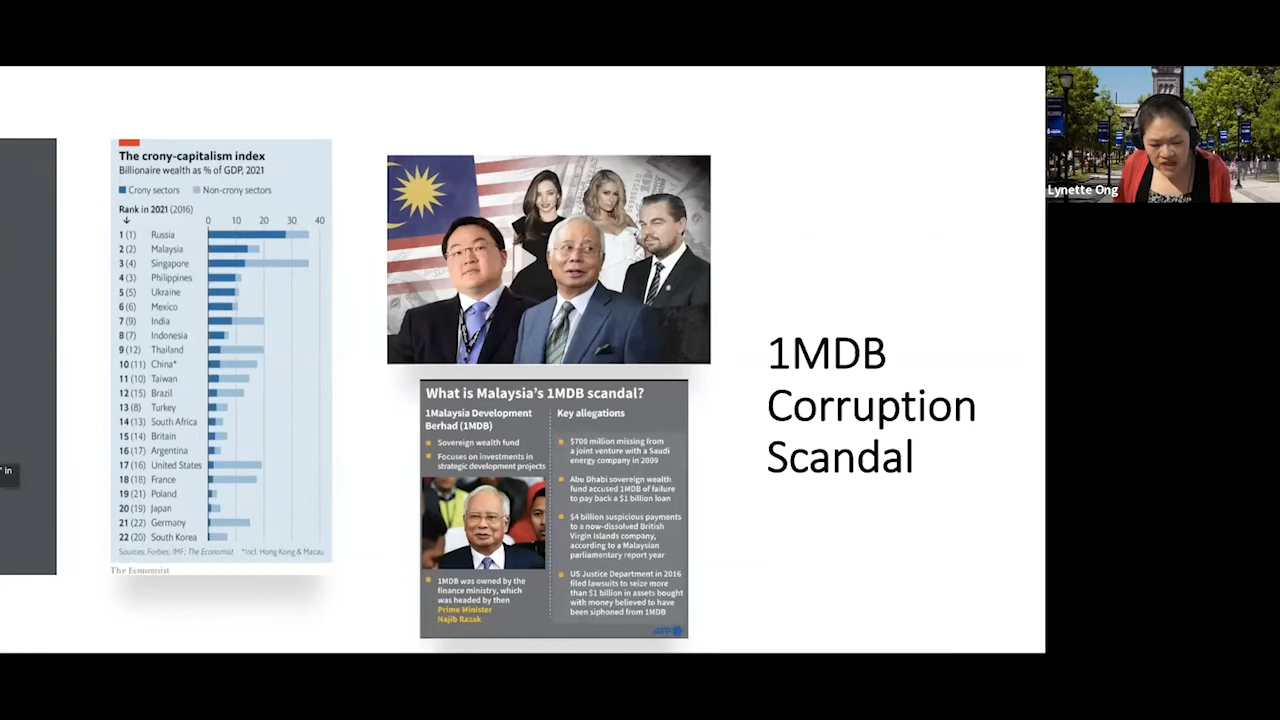 " in
The crony-capitalism index
Billionaire wealth as % of GDP, 2021
Crony sectors Non-crony sectors
Rank in 2021 (2016)
0 10 20 30 40
1 (1) Russia
2 (2) Malaysia
3 (4) Singapore
4 (3) Philippines
5 (5) Ukraine
6 (6) Mexico
7 (9) India
8 (7) Indonesia
9 (12) Thailand
10 (11) China*
11 (10) Taiwan
12 (15) Brazil
13 (8) Turkey
14 (13) South Africa
15 (14) Britain
16 (17) Argentina
17 (16) United States
18 (18) France
19 (21) Poland
20 (19) Japan
21 (22) Germany
22 (20) South Korea
Sources: Forbes; IMF; The Economist *Incl. Hong Kong & Macau
The Economist
What is Malaysia's 1MDB scandal?
1Malaysia Development
Berhad (1MDB)
Sovereign wealth fund
Focuses on investments in
strategic development projects
1MDB was owned by the
finance ministry, which
was headed by then
Prime Minister
Najib Razak
Key allegations
$700 million missing from
a joint venture with a Saudi
energy company in 2009
Abu Dhabi sovereign wealth
fund accused 1MDB of failure
to pay back a $1 billion loan
$4 billion suspicious payments
to a now-dissolved British
Virgin Islands company,
according to a Malaysian
parliamentary report year
US Justice Department in 2016
filed lawsuits to seize more
than $1 billion in assets bought
with money believed to have
been siphoned from 1MDB
AFP
1MDB
Corruption
Scandal
Lynette Ong